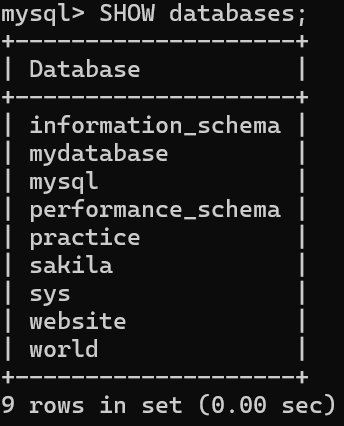 mysql> SHOW databases;
+--------------------+
| Database           |
+--------------------+
| information_schema |
| mydatabase         |
| mysql              |
| performance_schema |
| practice           |
| sakila             |
| sys                |
| website            |
| world              |
+--------------------+
9 rows in set (0.00 sec)